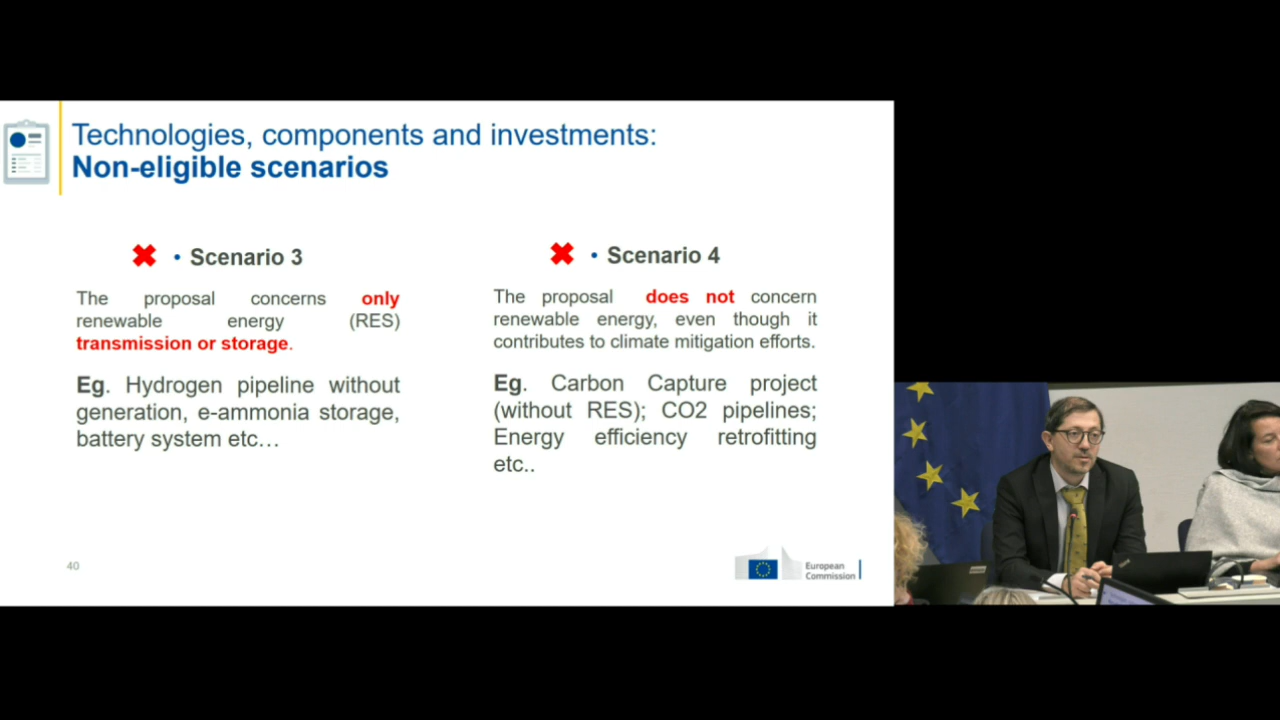 Technologies, components and investments:
Non-eligible scenarios
• Scenario 3
The proposal concerns only
renewable energy (RES)
transmission or storage.
Eg. Hydrogen pipeline without
generation, e-ammonia storage,
battery system etc…
• Scenario 4
The proposal does not concern
renewable energy, even though it
contributes to climate mitigation efforts.
Eg. Carbon Capture project
(without RES); CO2 pipelines;
Energy efficiency retrofitting
etc..
40
European
Commission